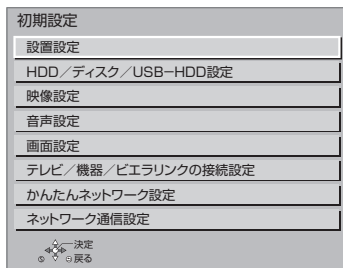 初期設定
設置設定
HDD／ディスク／USB－HDD設定
映像設定
音声設定
画面設定
テレビ／機器／ビエラリンクの接続設定
かんたんネットワーク設定
ネットワーク通信設定
決定
戻る